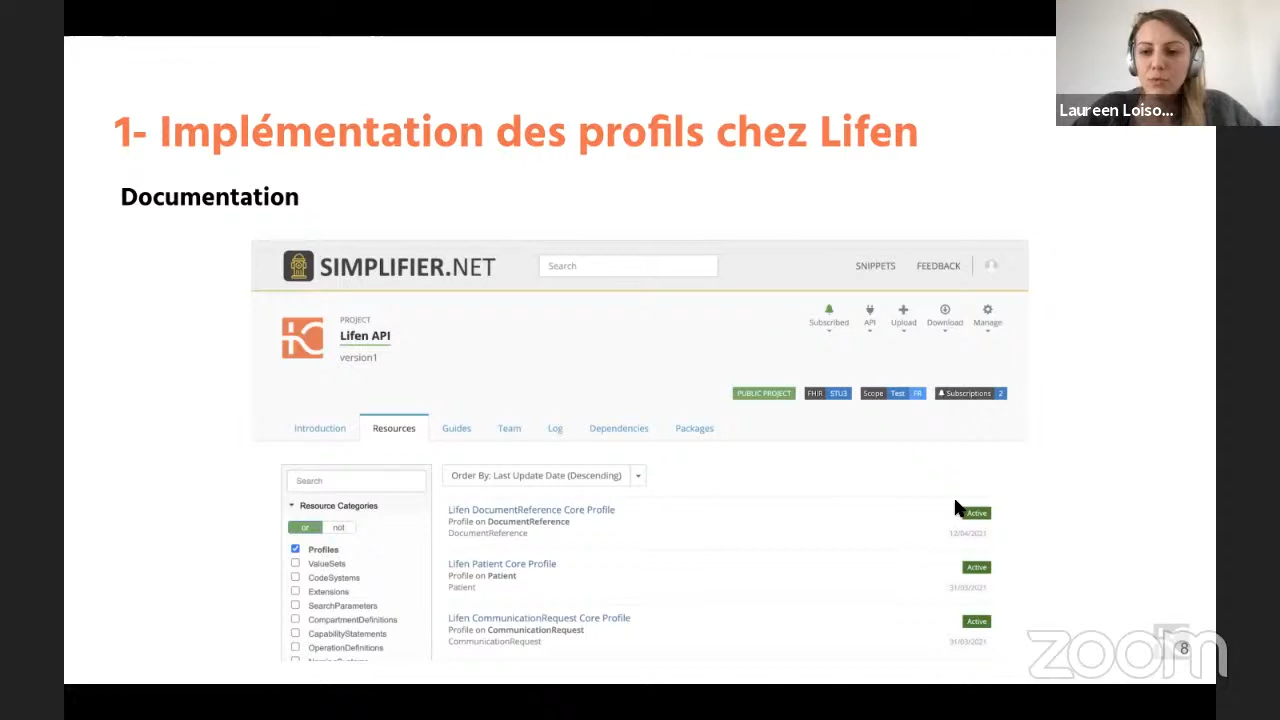 Laureen Loiso...
1- Implémentation des profils chez Lifen
Documentation
SIMPLIFIER.NET
Search
SNIPPETS
FEEDBACK
PROJECT
Lifen API
version1
Subscribed
API
Upload
Download
Manage
PUBLIC PROJECT
FHIR STU3
Scope Test FR
Subscriptions 2
Introduction
Resources
Guides
Team
Log
Dependencies
Packages
Search
Resource Categories
or
not
Profiles
ValueSets
CodeSystems
Extensions
SearchParameters
CompartmentDefinitions
CapabilityStatements
OperationDefinitions
Order By: Last Update Date (Descending)
Lifen DocumentReference Core Profile
Profile on DocumentReference
DocumentReference
Active
12/04/2021
Lifen Patient Core Profile
Profile on Patient
Patient
Active
31/03/2021
Lifen CommunicationRequest Core Profile
Profile on CommunicationRequest
CommunicationRequest
Active
31/03/2021
zoom
8